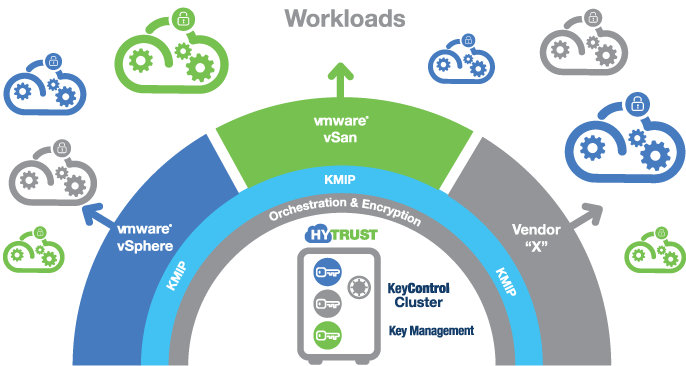 Workloads
vmware®
vSan
KMIP
Orchestration & Encryption
vmware®
vSphere
KMIP
Vendor
“X”
KMIP
HYTRUST
KeyControl
Cluster
Key Management